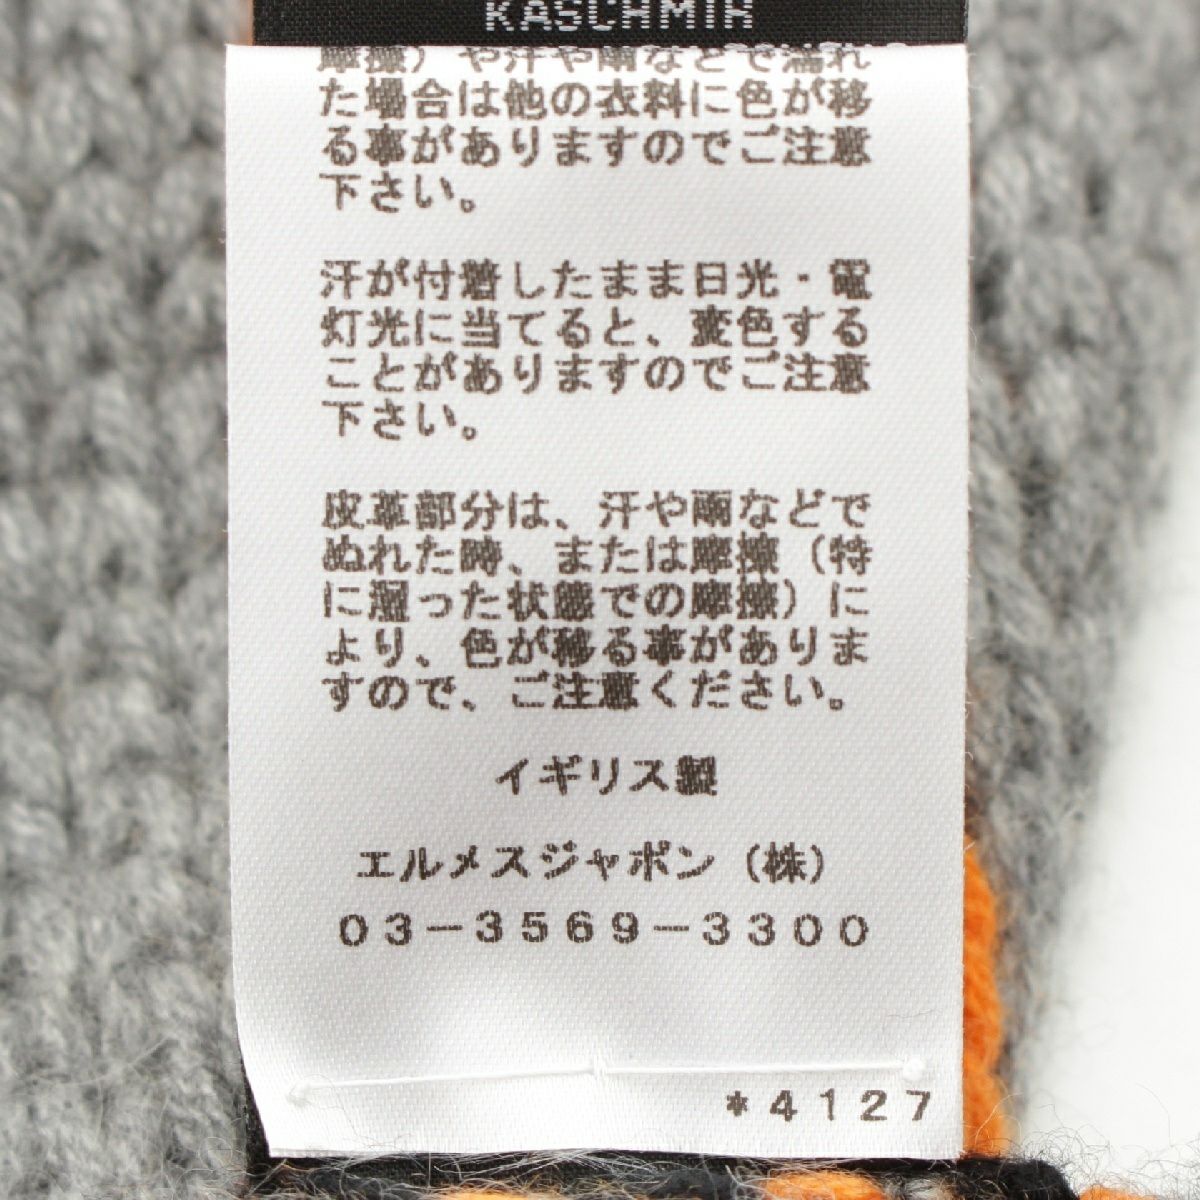 KASCHMIR
摩擦）や汗や雨などで濡れ
た場合は他の衣料に色が移
る事がありますのでご注意
下さい。
汗が付着したまま日光・電
灯光に当てると、変色する
ことがありますのでご注意
下さい。
皮革部分は、汗や雨などで
ぬれた時、または摩擦（特
に湿った状態での摩擦）に
より、色が移る事がありま
すので、ご注意ください。
イギリス製
エルメスジャポン（株）
03-3569-3300
*4127